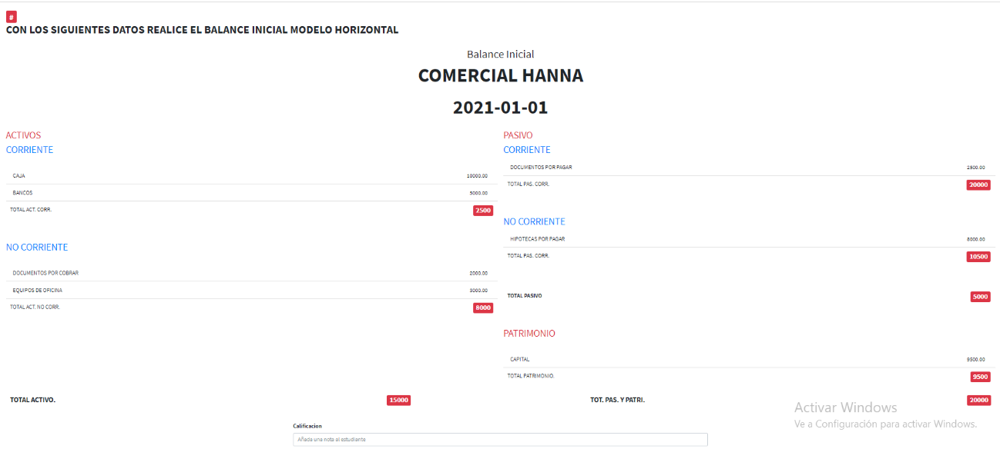 #
CON LOS SIGUIENTES DATOS REALICE EL BALANCE INICIAL MODELO HORIZONTAL
Balance Inicial
COMERCIAL HANNA
2021-01-01
ACTIVOS
CORRIENTE
CAJA 10000.00
BANCOS 5000.00
TOTAL ACT. CORR. 2500
NO CORRIENTE
DOCUMENTOS POR COBRAR 2000.00
EQUIPOS DE OFICINA 3000.00
TOTAL ACT. NO CORR. 8000
TOTAL ACTIVO. 15000
PASIVO
CORRIENTE
DOCUMENTOS POR PAGAR 2500.00
TOTAL PAS. CORR. 20000
NO CORRIENTE
HIPOTECAS POR PAGAR 8000.00
TOTAL PAS. CORR. 10500
TOTAL PASIVO 5000
PATRIMONIO
CAPITAL 9500.00
TOTAL PATRIMONIO. 9500
TOT. PAS. Y PATRI. 20000
Calificacion
Añada una nota al estudiante
Activar Windows
Ve a Configuración para activar Windows.